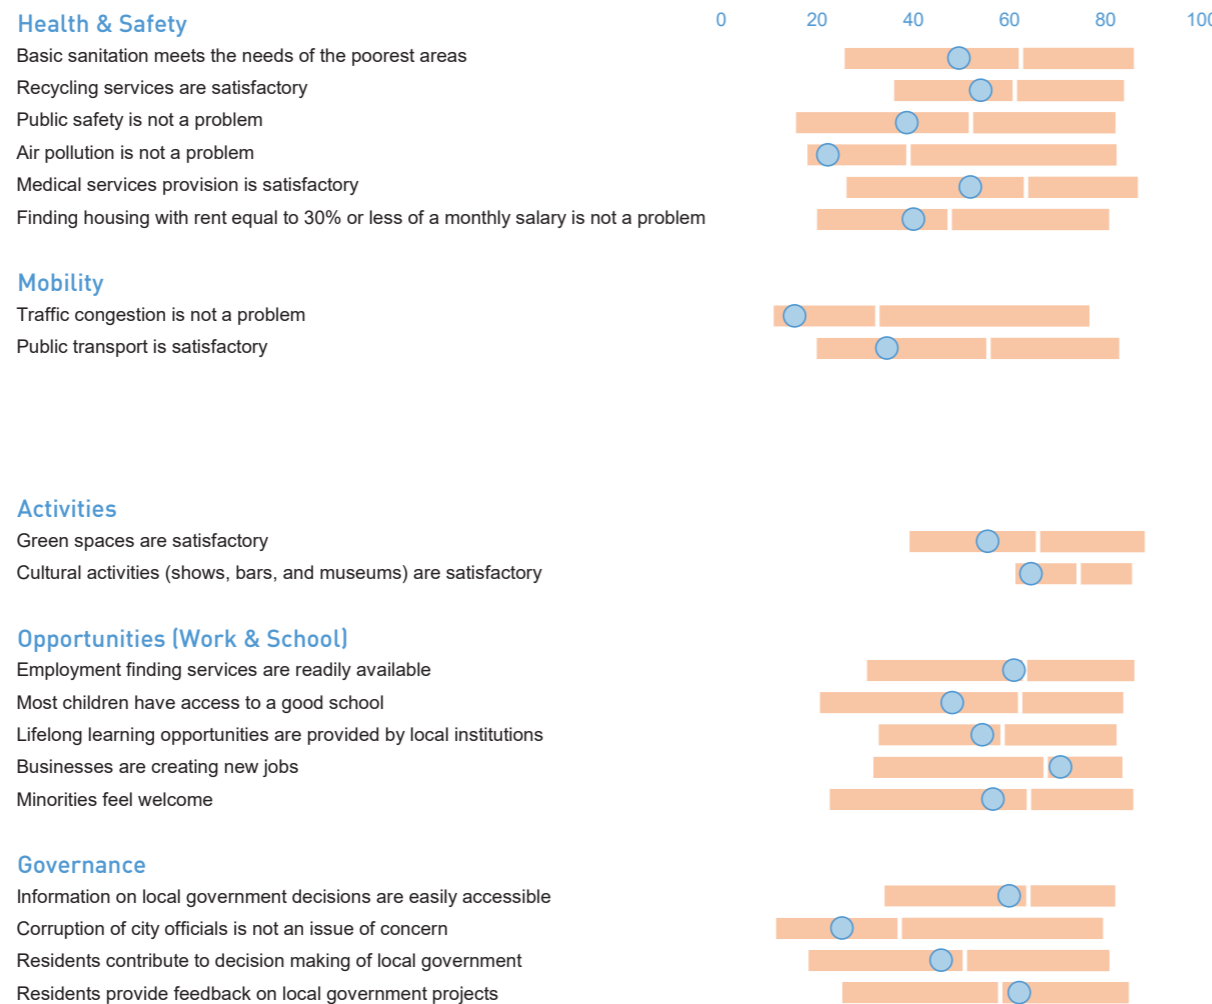 Health & Safety
0 20 40 60 80 100
Basic sanitation meets the needs of the poorest areas
Recycling services are satisfactory
Public safety is not a problem
Air pollution is not a problem
Medical services provision is satisfactory
Finding housing with rent equal to 30% or less of a monthly salary is not a problem
Mobility
Traffic congestion is not a problem
Public transport is satisfactory
Activities
Green spaces are satisfactory
Cultural activities (shows, bars, and museums) are satisfactory
Opportunities (Work & School)
Employment finding services are readily available
Most children have access to a good school
Lifelong learning opportunities are provided by local institutions
Businesses are creating new jobs
Minorities feel welcome
Governance
Information on local government decisions are easily accessible
Corruption of city officials is not an issue of concern
Residents contribute to decision making of local government
Residents provide feedback on local government projects